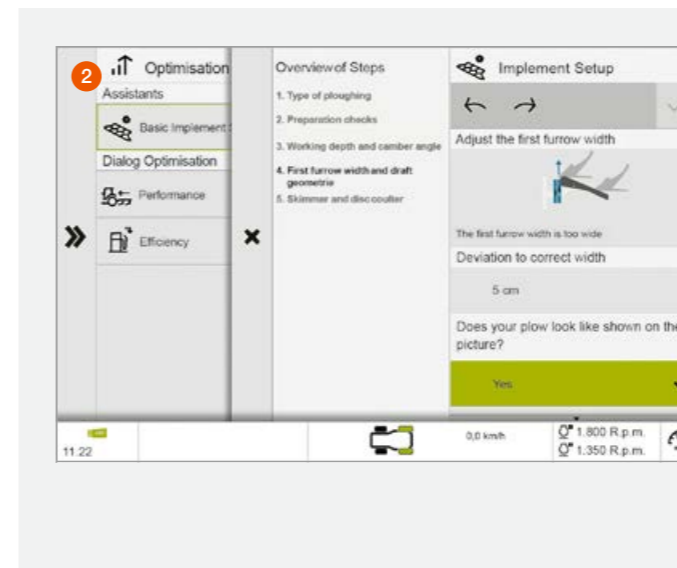 2
Optimisation
Assistants
Basic Implement
Dialog Optimisation
Performance
Efficiency
Overview of Steps
1. Type of ploughing
2. Preparation checks
3. Working depth and camber angle
4. First furrow width and draft
geometrie
5. Skimmer and disc coulter
Implement Setup
Adjust the first furrow width
The first furrow width is too wide
Deviation to correct width
5 cm
Does your plow look like shown on the
picture?
Yes
11.22
0,0 km/h
1.800 R.p.m.
1.350 R.p.m.